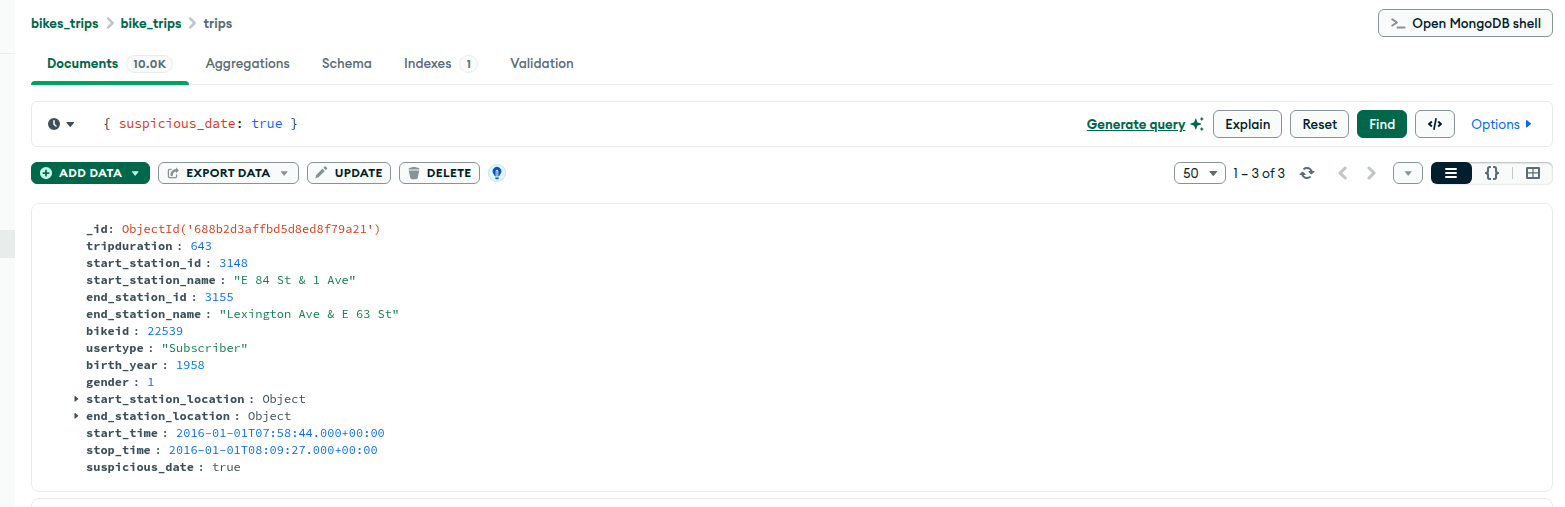 bikes_trips > bike_trips > trips
>_ Open MongoDB shell
Documents 10.0K Aggregations Schema Indexes 1 Validation
{ suspicious_date: true }
Generate query Explain Reset Find </> Options
ADD DATA EXPORT DATA UPDATE DELETE
50 1 – 3 of 3 {}
_id: ObjectId('688b2d3affbd5d8ed8f79a21')
tripduration : 643
start_station_id : 3148
start_station_name : "E 84 St & 1 Ave"
end_station_id : 3155
end_station_name : "Lexington Ave & E 63 St"
bikeid : 22539
usertype : "Subscriber"
birth_year : 1958
gender : 1
start_station_location : Object
end_station_location : Object
start_time : 2016-01-01T07:58:44.000+00:00
stop_time : 2016-01-01T08:09:27.000+00:00
suspicious_date : true